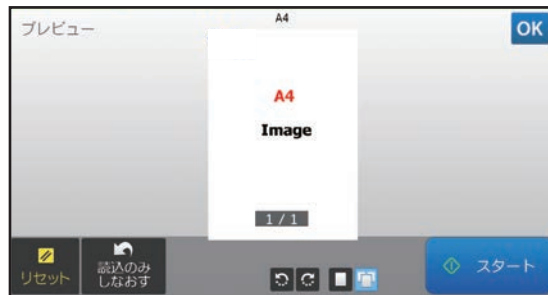 プレビュー
A4
OK
A4
Image
1 / 1
リセット
読込のみ
しなおす
スタート